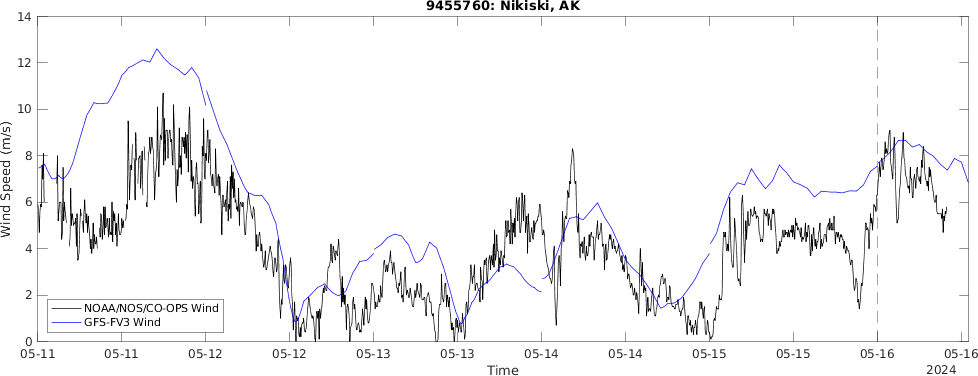 9455760: Nikiski, AK
14
12
10
8
6
4
2
0
Wind Speed (m/s)
NOAA/NOS/CO-OPS Wind
GFS-FV3 Wind
05-11 05-11 05-12 05-12 05-13 05-13 05-14 05-14 05-15 05-15 05-16 05-16
Time
2024